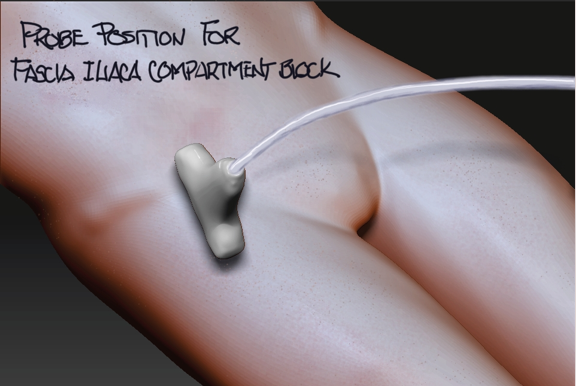 PROBE POSITION FOR
FASCIA ILIACA COMPARTMENT BLOCK